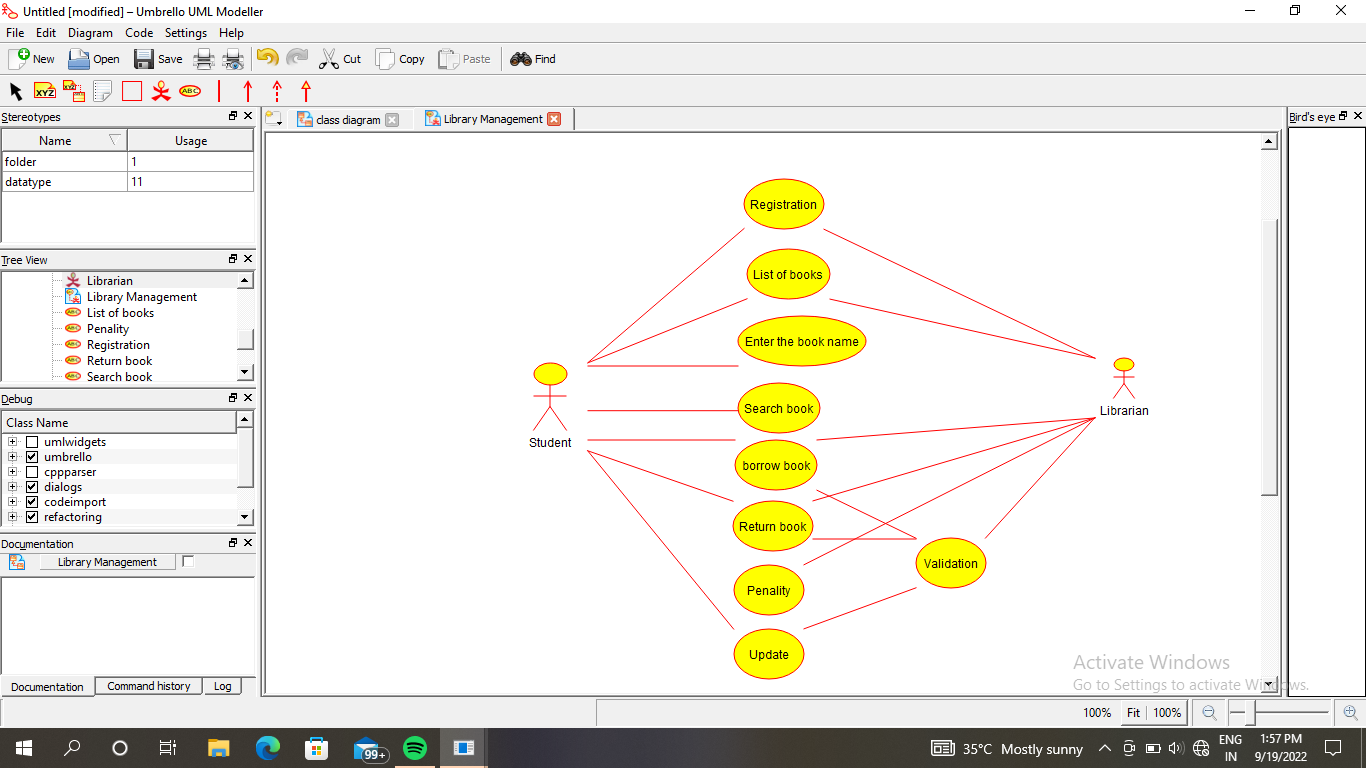 Untitled [modified] – Umbrello UML Modeller
File Edit Diagram Code Settings Help
New Open Save Cut Copy Paste Find
XYZ XYZ ABC
Stereotypes
class diagram Library Management
Bird's eye
Name Usage
folder 1
datatype 11
Tree View
Librarian
Library Management
List of books
Penality
Registration
Return book
Search book
Debug
Class Name
umlwidgets
umbrello
cppparser
dialogs
codeimport
refactoring
Documentation
Library Management
Documentation Command history Log
Registration
List of books
Enter the book name
Search book
borrow book
Return book
Penality
Update
Validation
Student
Librarian
Activate Windows
Go to Settings to activate Windows.
100% Fit 100%
99+
35°C Mostly sunny
ENG
IN
1:57 PM
9/19/2022